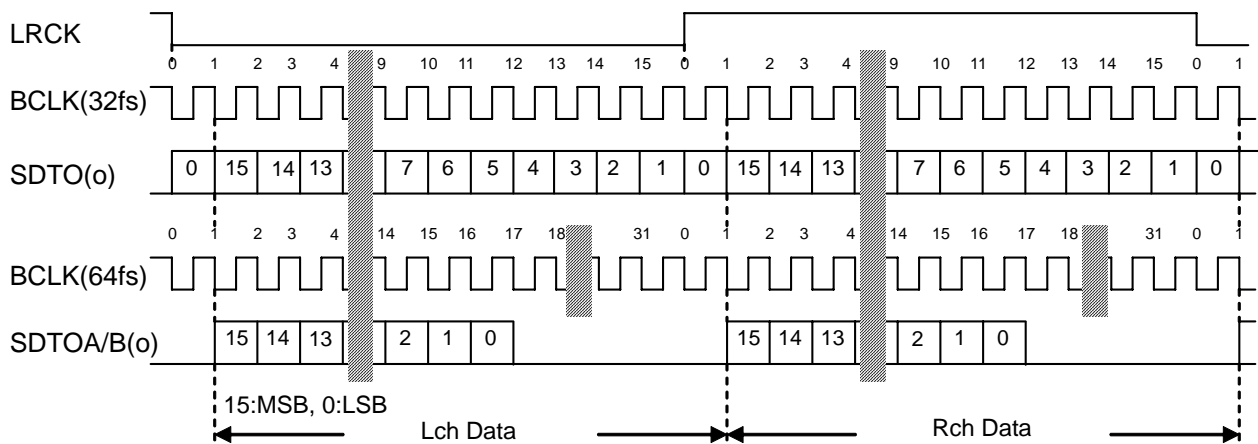 LRCK
0 1 2 3 4 9 10 11 12 13 14 15 0 1 2 3 4 9 10 11 12 13 14 15 0 1
BCLK(32fs)
SDTO(o) 0 15 14 13 7 6 5 4 3 2 1 0 15 14 13 7 6 5 4 3 2 1 0
0 1 2 3 4 14 15 16 17 18 31 0 1 2 3 4 14 15 16 17 18 31 0 1
BCLK(64fs)
SDTOA/B(o) 15 14 13 2 1 0 15 14 13 2 1 0
15:MSB, 0:LSB
Lch Data Rch Data